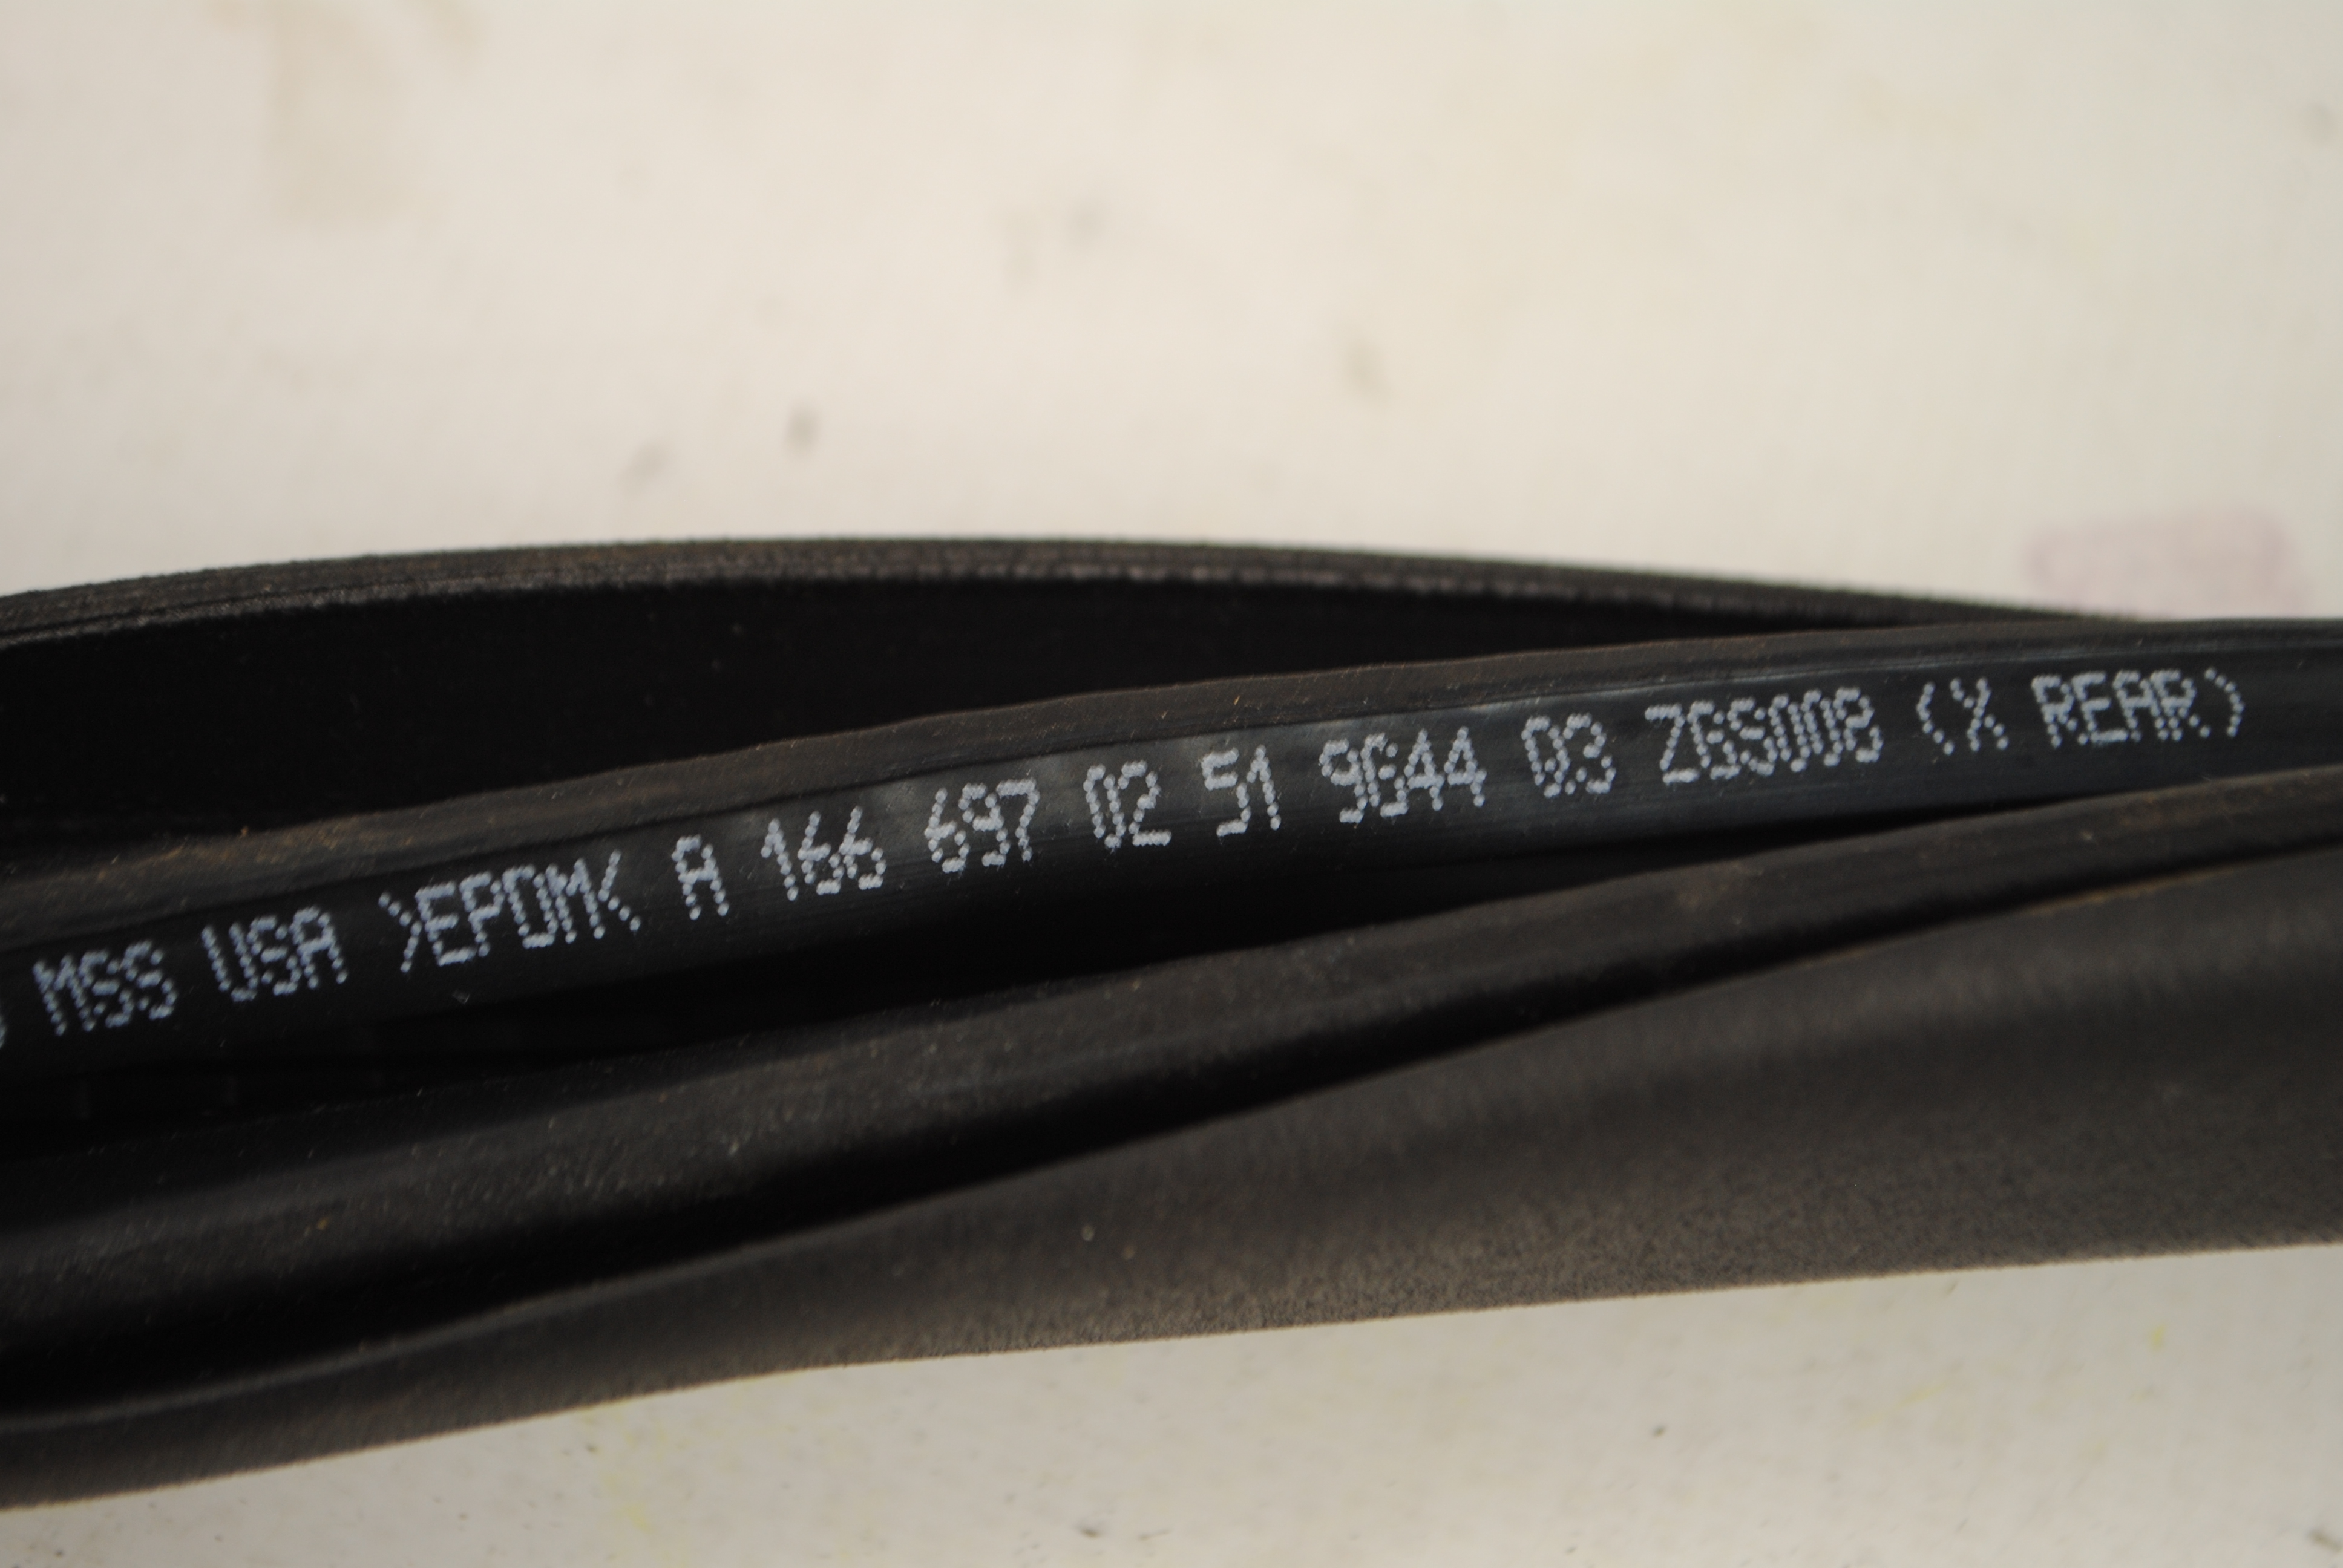 MSS USA >EPDM< A 166 697 02 51 9G44 03 ZGS008 (X REAR)